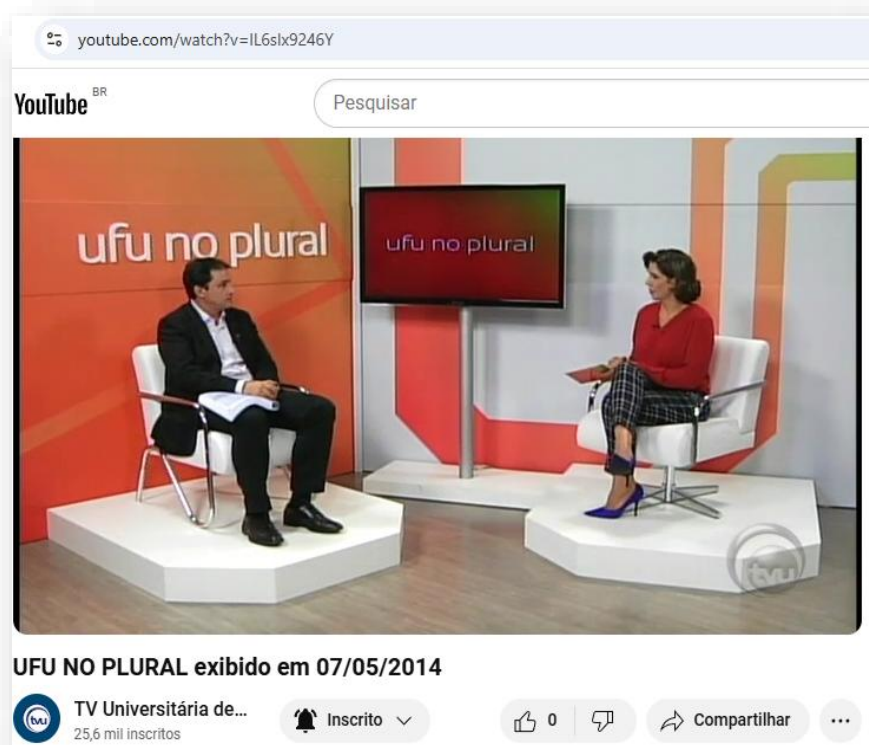 youtube.com/watch?v=IL6slx9246Y
YouTube BR
Pesquisar
ufu no plural
ufu no plural
tvu
UFU NO PLURAL exibido em 07/05/2014
tvu
TV Universitária de...
25,6 mil inscritos
Inscrito
0
Compartilhar